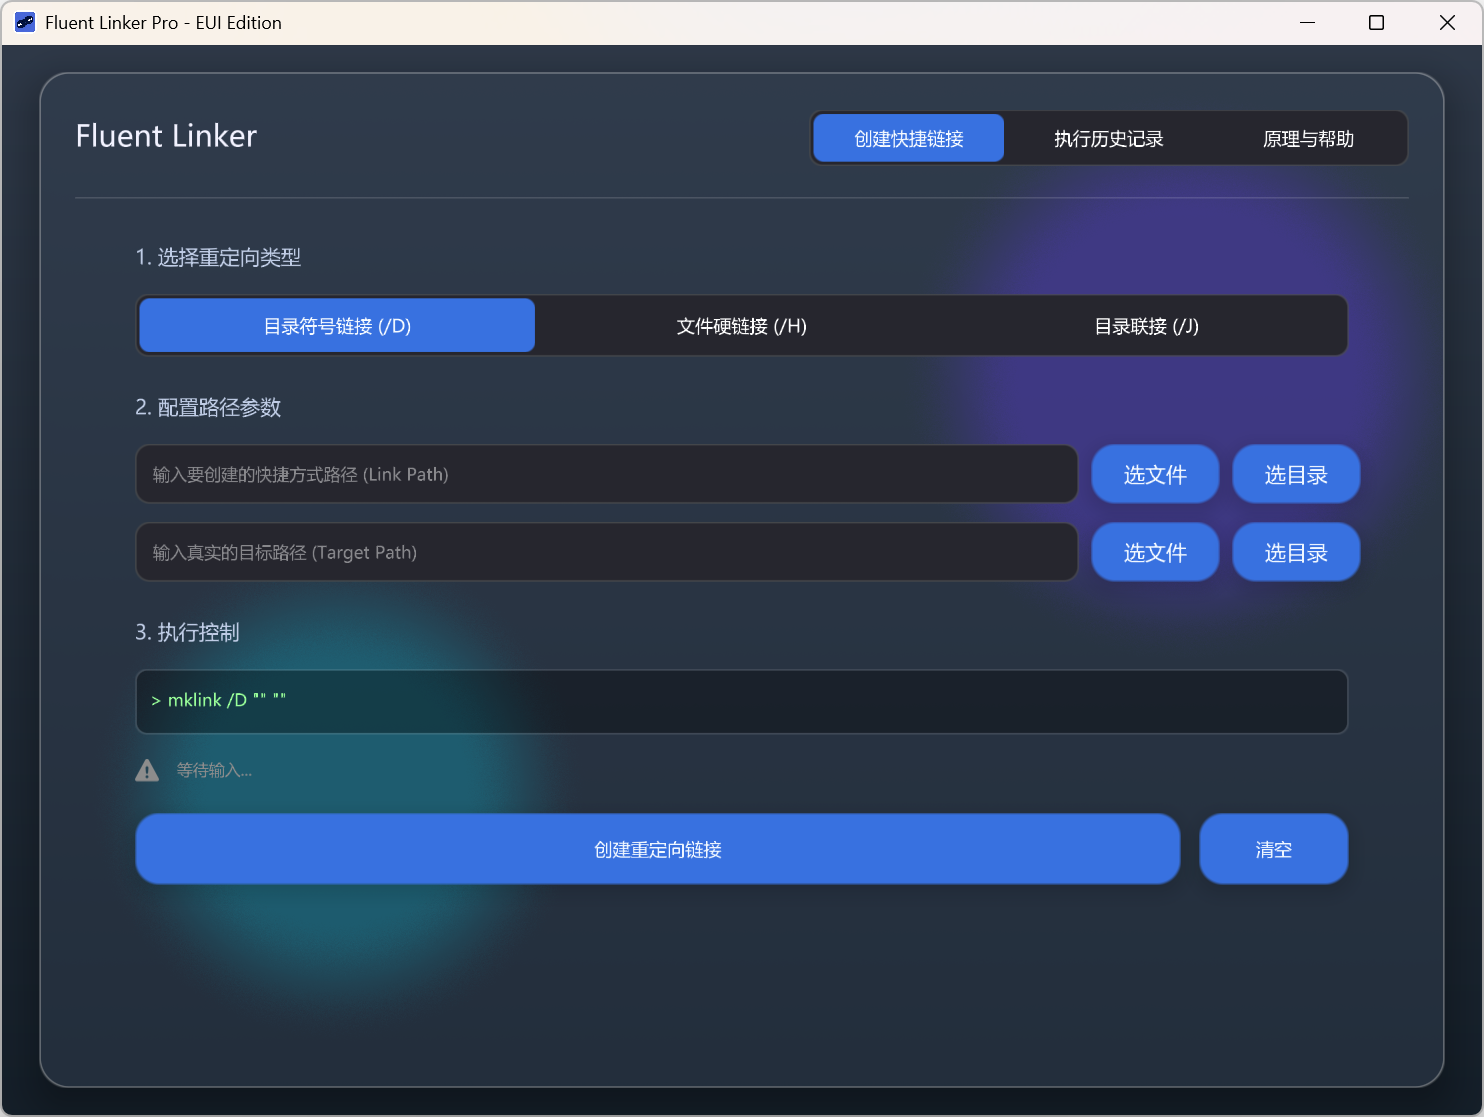 Fluent Linker Pro - EUI Edition
Fluent Linker
创建快捷链接 执行历史记录 原理与帮助
1. 选择重定向类型
目录符号链接 (/D) 文件硬链接 (/H) 目录联接 (/J)
2. 配置路径参数
输入要创建的快捷方式路径 (Link Path) 选文件 选目录
输入真实的目标路径 (Target Path) 选文件 选目录
3. 执行控制
> mklink /D "" ""
等待输入...
创建重定向链接 清空